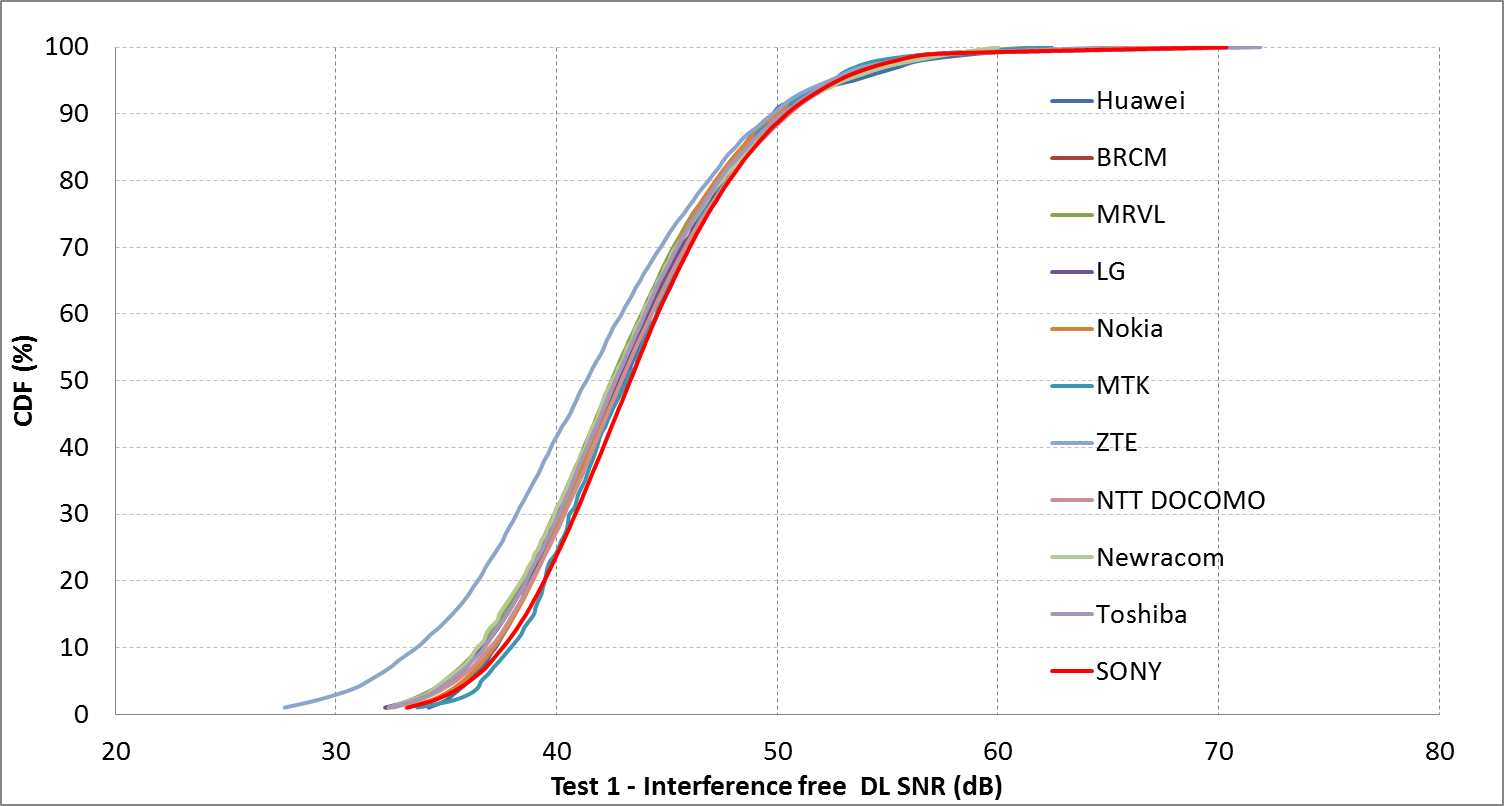 100
90
80
70
60
50
40
30
20
10
0
CDF (%)
20 30 40 50 60 70 80
Test 1 - Interference free DL SNR (dB)
Huawei
BRCM
MRVL
LG
Nokia
MTK
ZTE
NTT DOCOMO
Newracom
Toshiba
SONY